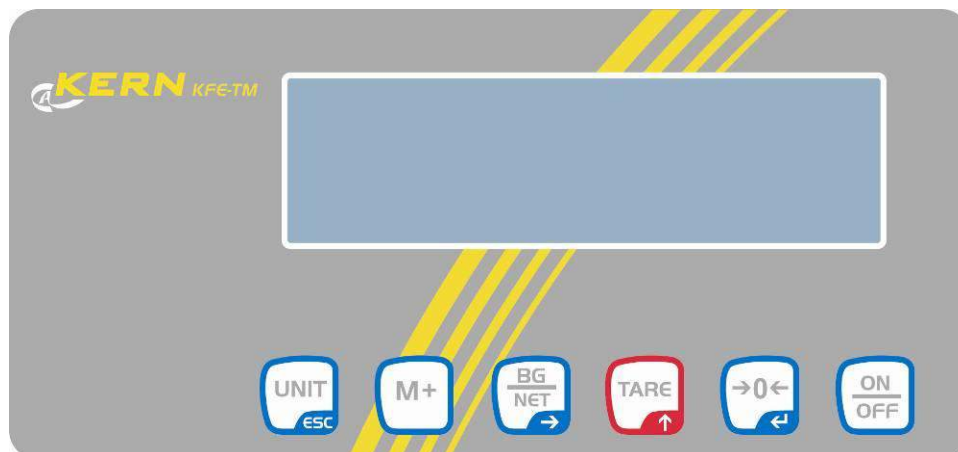 KERN KFE-TM
UNIT
ESC
M+
BG
NET
→
TARE
↑
→0←
↵
ON
OFF